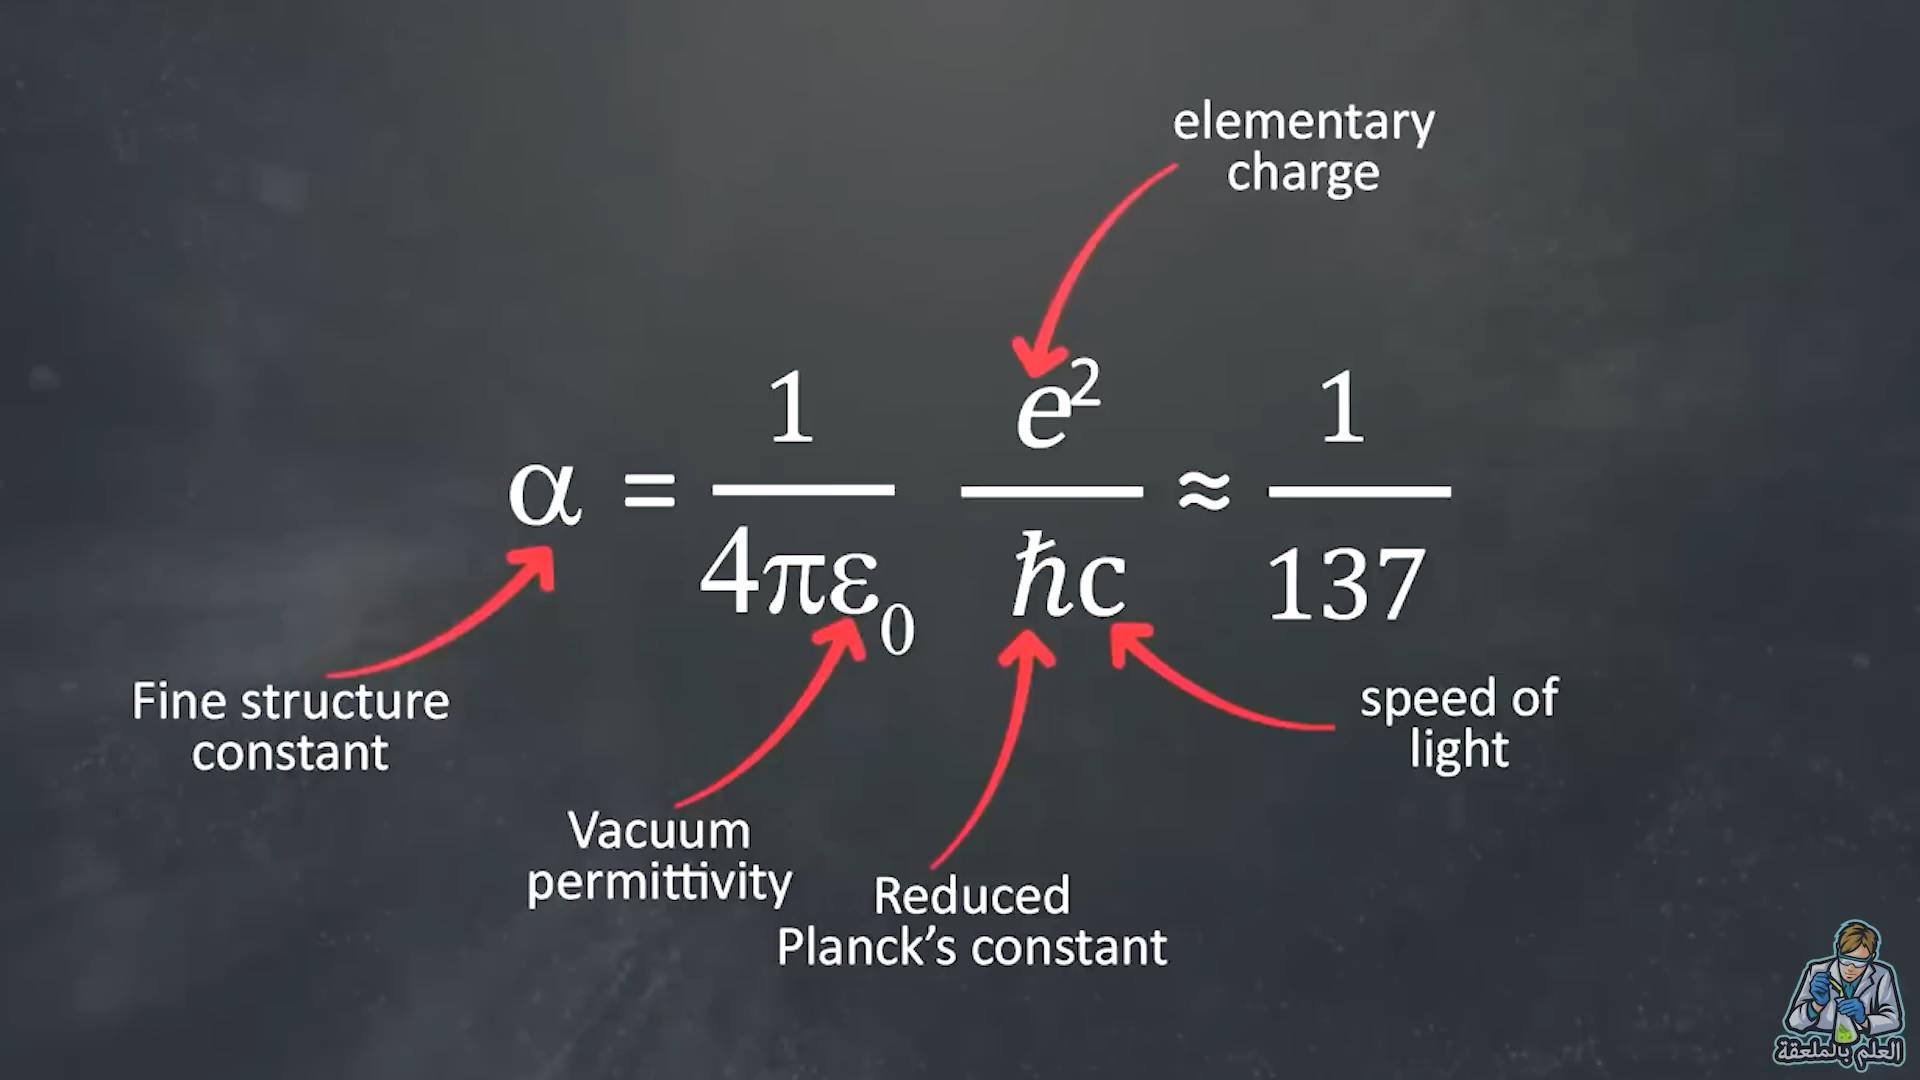 elementary
charge
α = 1/4πε₀ e²/ℏc ≈ 1/137
Fine structure
constant
Vacuum
permittivity
Reduced
Planck’s constant
speed of
light
العلم بالملعقة